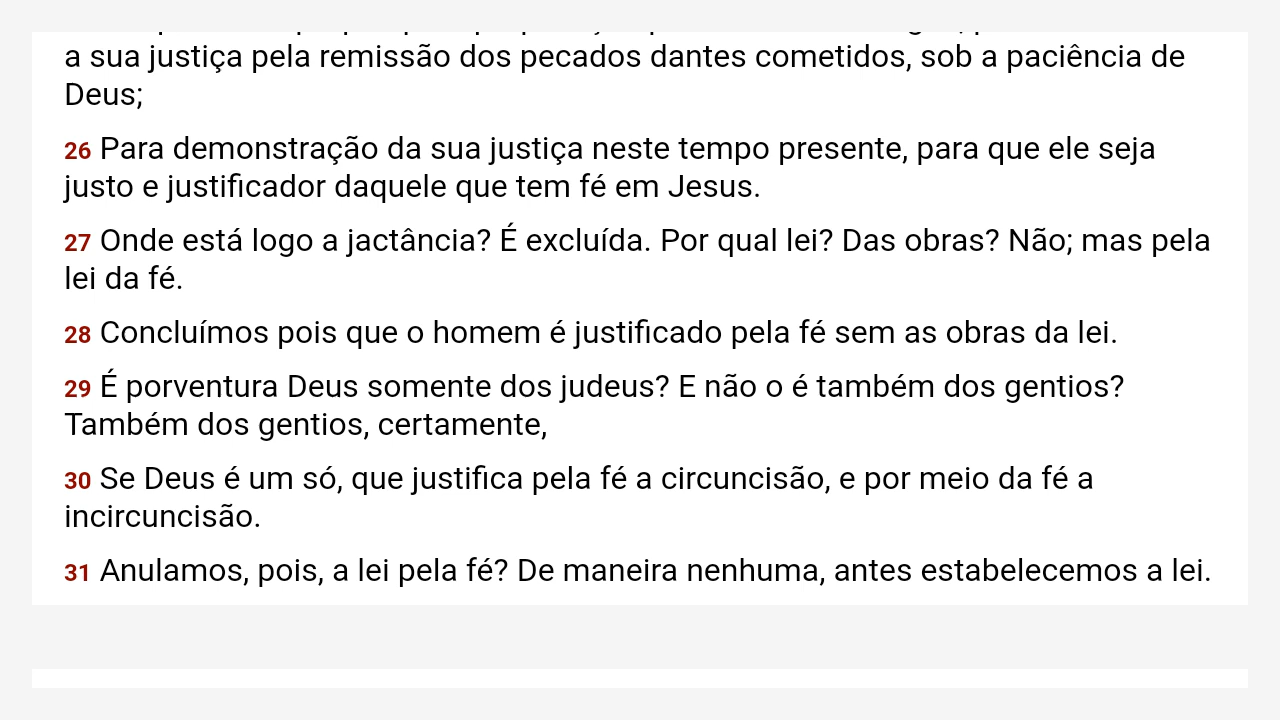 a sua justiça pela remissão dos pecados dantes cometidos, sob a paciência de
Deus;
26 Para demonstração da sua justiça neste tempo presente, para que ele seja
justo e justificador daquele que tem fé em Jesus.
27 Onde está logo a jactância? É excluída. Por qual lei? Das obras? Não; mas pela
lei da fé.
28 Concluímos pois que o homem é justificado pela fé sem as obras da lei.
29 É porventura Deus somente dos judeus? E não o é também dos gentios?
Também dos gentios, certamente,
30 Se Deus é um só, que justifica pela fé a circuncisão, e por meio da fé a
incircuncisão.
31 Anulamos, pois, a lei pela fé? De maneira nenhuma, antes estabelecemos a lei.